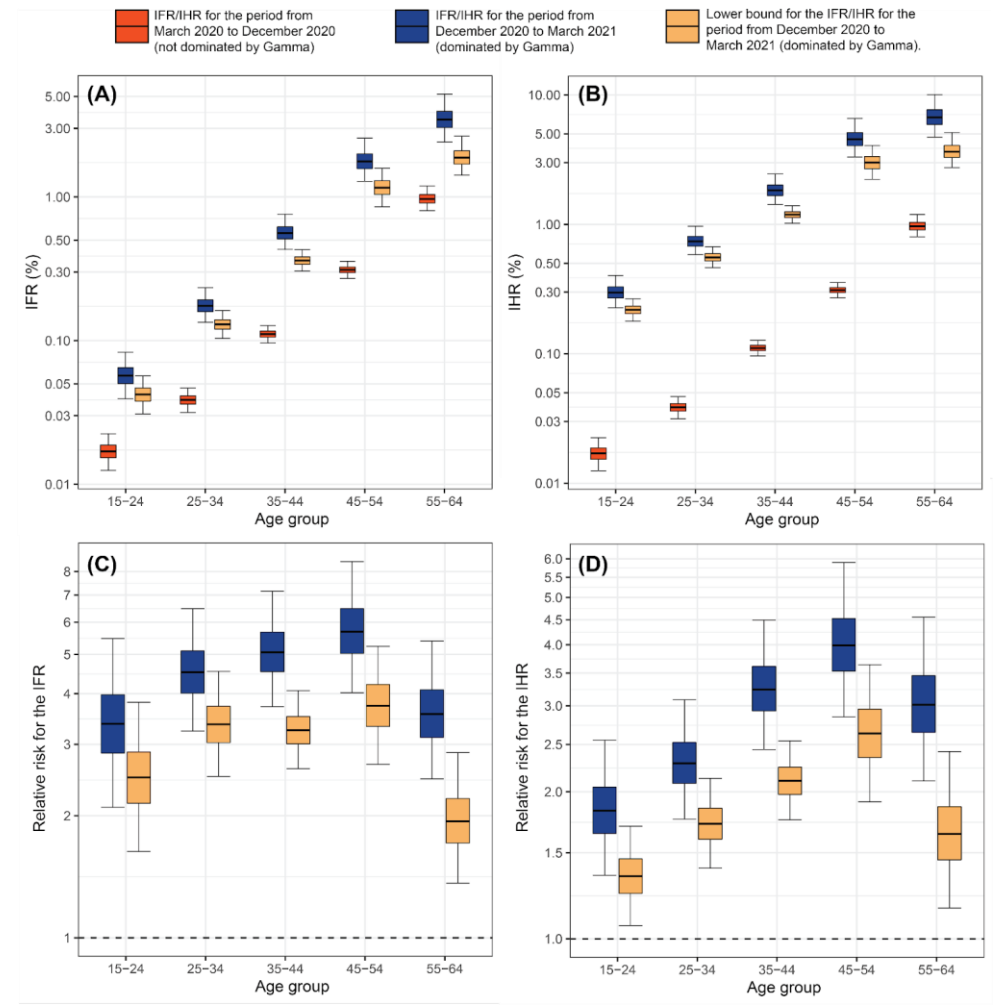 IFR/IHR for the period from
March 2020 to December 2020
(not dominated by Gamma)
IFR/IHR for the period from
December 2020 to March 2021
(dominated by Gamma)
Lower bound for the IFR/IHR for the
period from December 2020 to
March 2021 (dominated by Gamma).
(A)
IFR (%)
5.00
3.00
1.00
0.50
0.30
0.10
0.05
0.03
0.01
15−24 25−34 35−44 45−54 55−64
Age group
(B)
IHR (%)
10.00
5.00
3.00
1.00
0.50
0.30
0.10
0.05
0.03
0.01
15−24 25−34 35−44 45−54 55−64
Age group
(C)
Relative risk for the IFR
8
7
6
5
4
3
2
1
15−24 25−34 35−44 45−54 55−64
Age group
(D)
Relative risk for the IHR
6.0
5.5
5.0
4.5
4.0
3.5
3.0
2.5
2.0
1.5
1.0
15−24 25−34 35−44 45−54 55−64
Age group